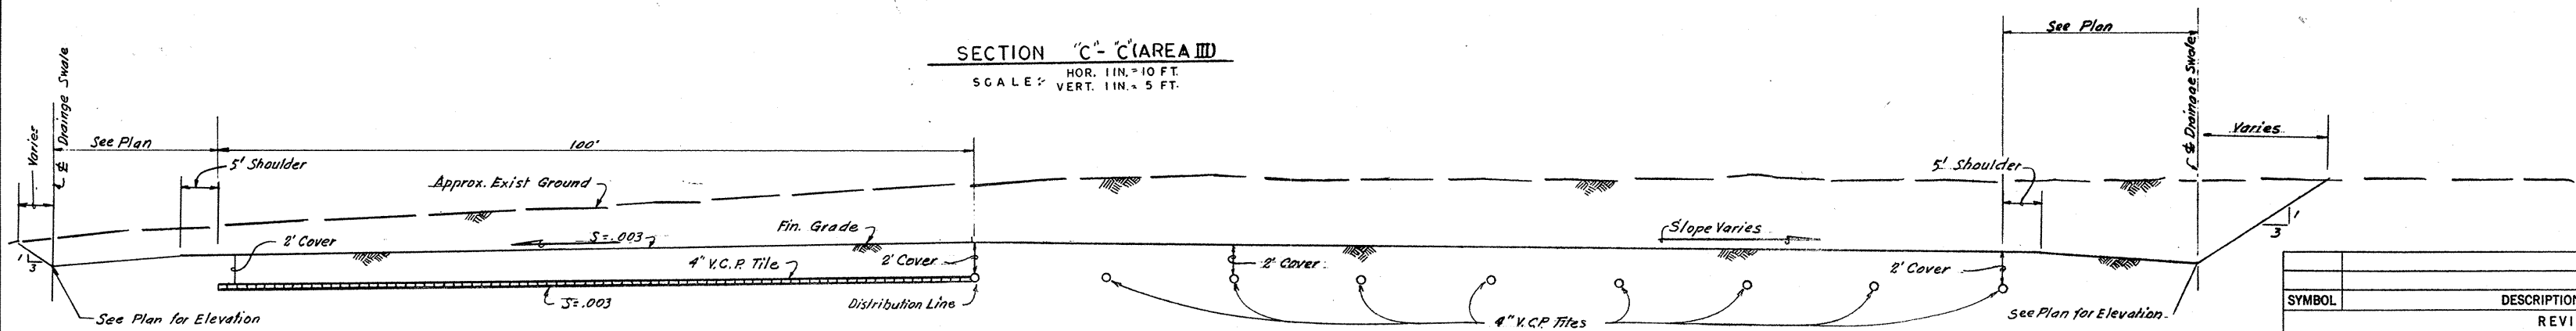 SECTION "C"-"C" (AREA III)
SCALE: HOR. 1 IN. = 10 FT.
VERT. 1 IN. = 5 FT.
Varies
℄ Drainge Swale
See Plan
100'
5' Shoulder
Approx. Exist Ground
Fin. Grade
S=.003
2' Cover
4" V.C.P. Tile
2' Cover
S=.003
Distribution Line
1
3
See Plan for Elevation
See Plan
℄ Drainage Swale
Varies
5' Shoulder
Slope Varies
2' Cover
2' Cover
1
3
4" V.C.P. Tiles
See Plan for Elevation
SYMBOL
DESCRIPTION
REVI